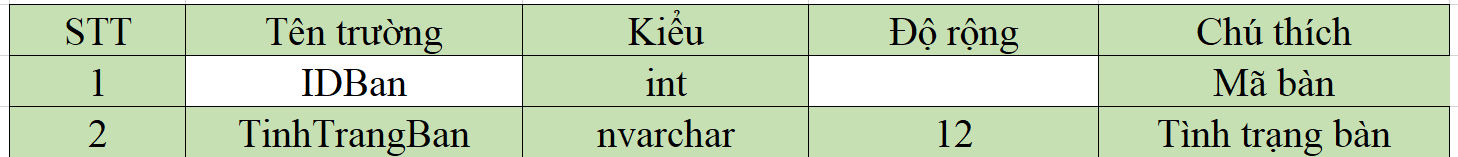 STT Tên trường Kiểu Độ rộng Chú thích
1 IDBan int Mã bàn
2 TinhTrangBan nvarchar 12 Tình trạng bàn